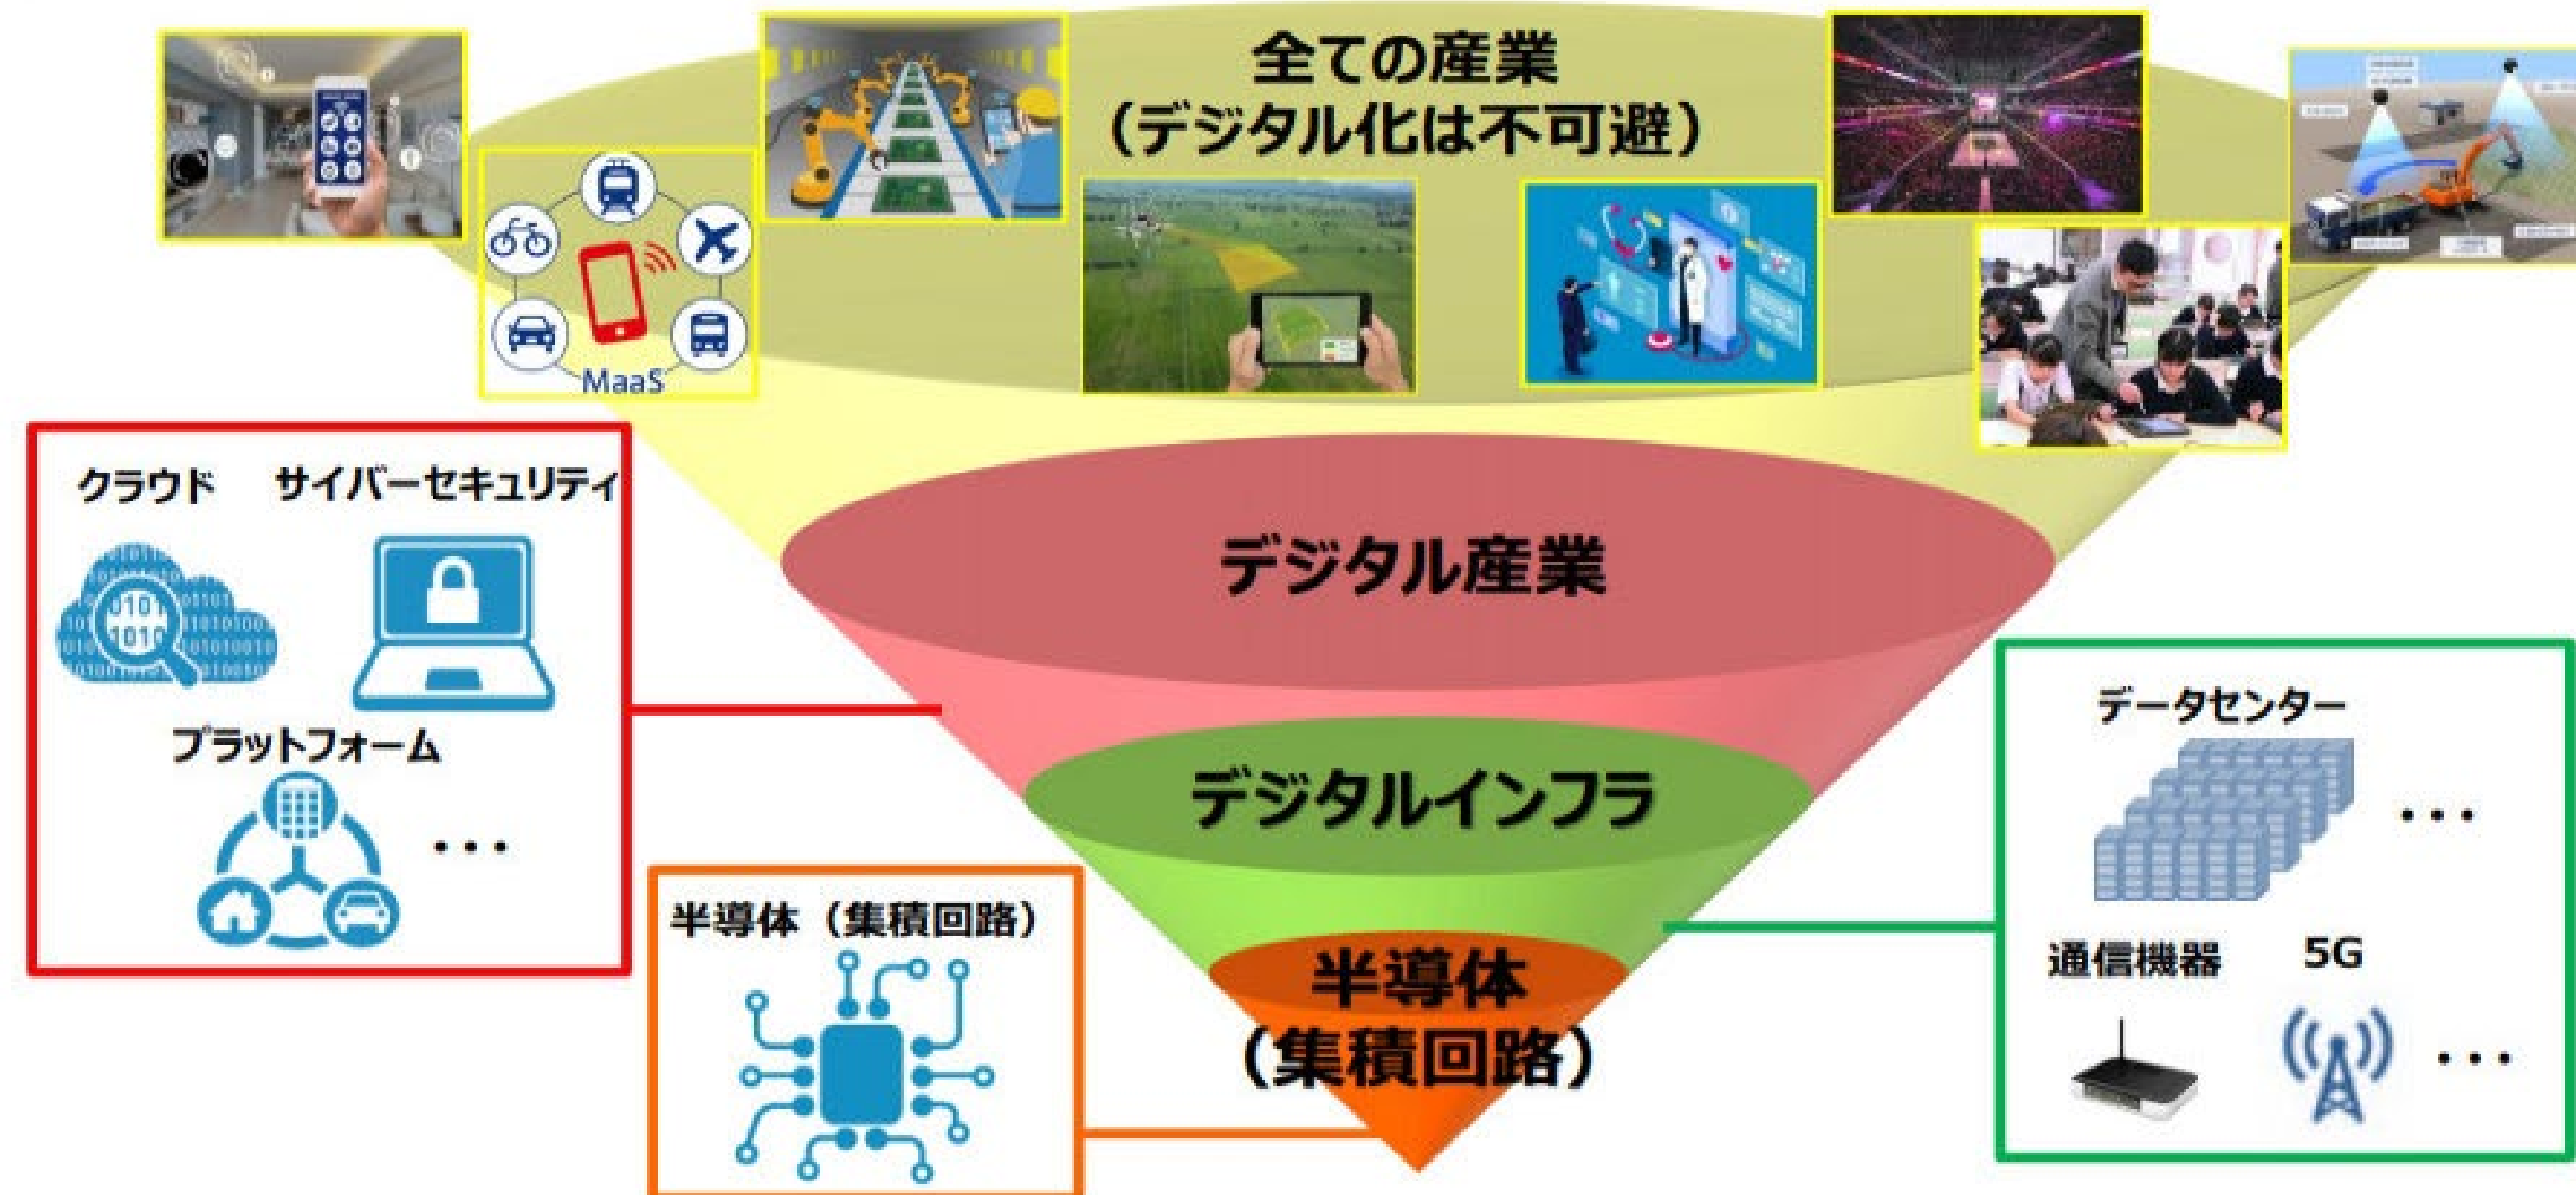 全ての産業
（デジタル化は不可避）
MaaS
クラウド
サイバーセキュリティ
プラットフォーム
・・・
デジタル産業
デジタルインフラ
半導体
（集積回路）
半導体（集積回路）
データセンター
・・・
通信機器
5G
・・・